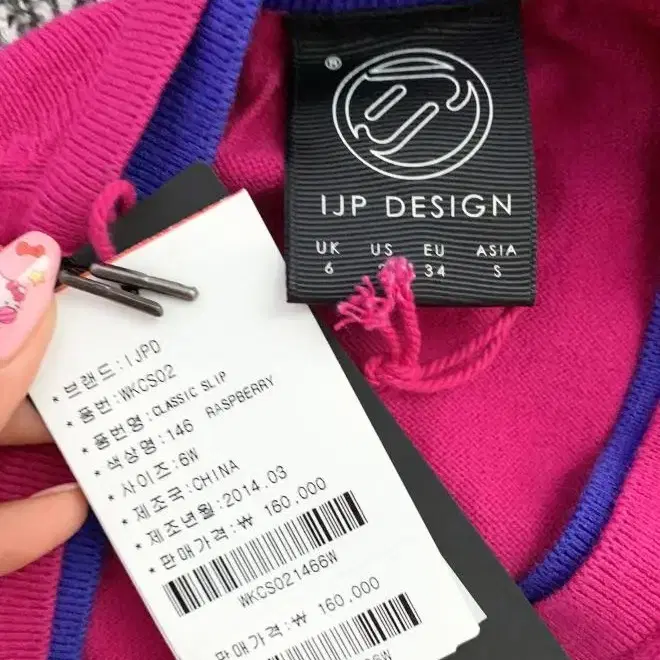 ®
IJP DESIGN
UK US EU ASIA
6 34 S
* 브랜드:IJPD
* 품번:WKCS02
* 품번명:CLASSIC SLIP
* 색상명:146 RASPBERRY
* 사이즈:6W
* 제조국:CHINA
* 제조년월:2014.03
* 판매가격:₩ 160,000
WKCS021466W
판매가격:₩ 160,000